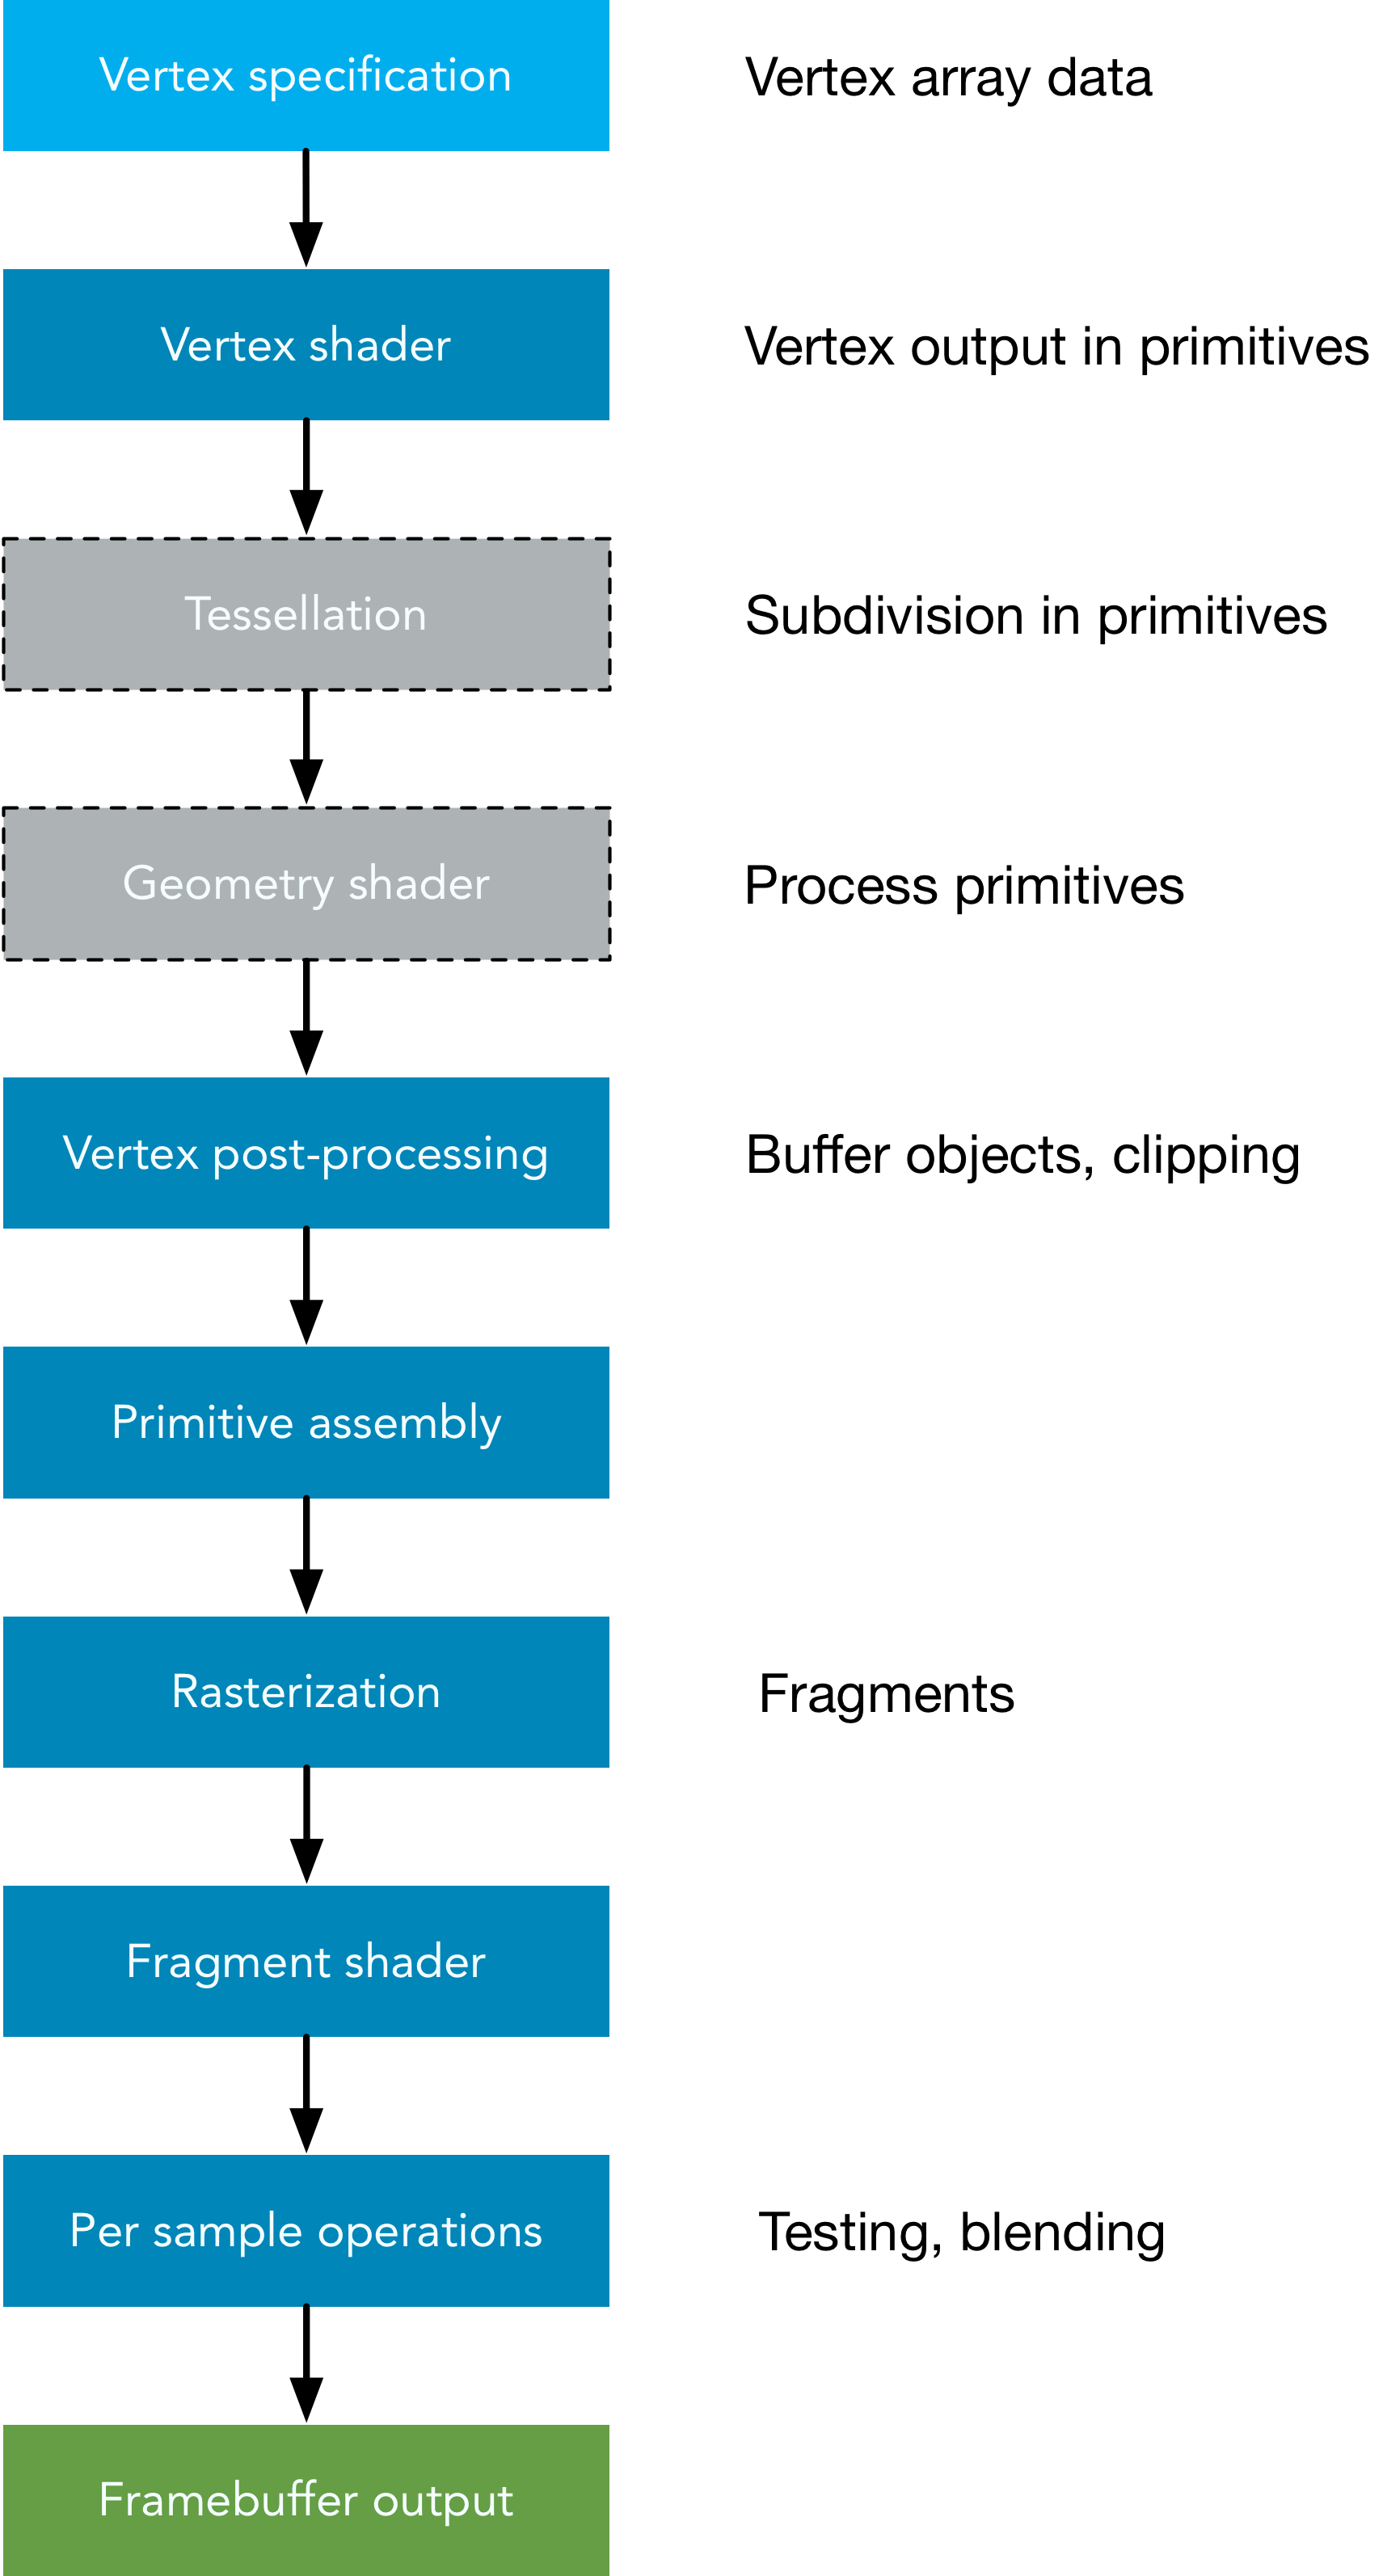 Vertex specification
Vertex array data
Vertex shader
Vertex output in primitives
Tessellation
Subdivision in primitives
Geometry shader
Process primitives
Vertex post-processing
Buffer objects, clipping
Primitive assembly
Rasterization
Fragments
Fragment shader
Per sample operations
Testing, blending
Framebuffer output